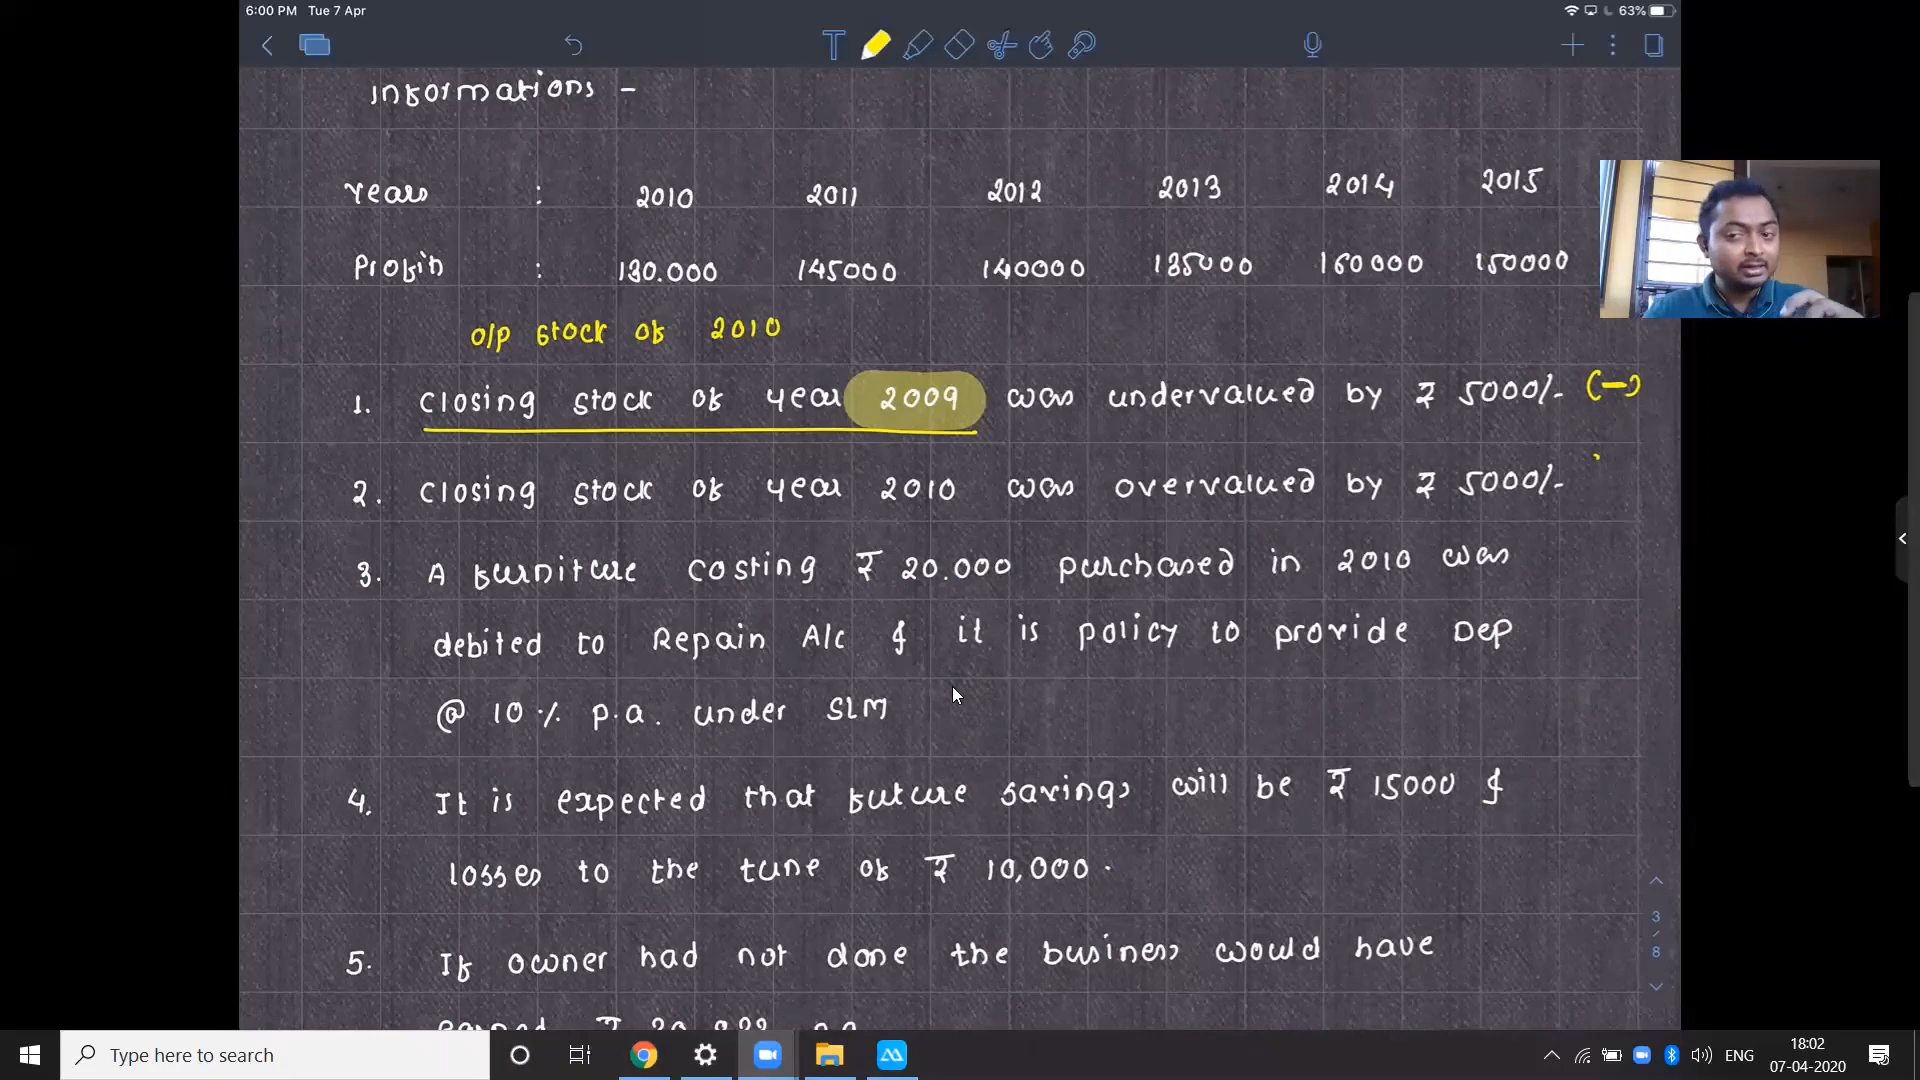 6:00 PM Tue 7 Apr
63%
informations -
Years : 2010 2011 2012 2013 2014 2015
Profit : 130.000 145000 140000 135000 160000 150000
o/p stock of 2010
1. Closing stock of year 2009 was undervalued by ₹ 5000/- (-)
2. Closing stock of year 2010 was overvalued by ₹ 5000/-
3. A furniture costing ₹ 20.000 purchased in 2010 was
debited to Repair A/c & it is policy to provide Dep
@ 10% p.a. under SLM
4. It is expected that future savings will be ₹ 15000 &
losses to the tune of ₹ 10,000.
5. If owner had not done the business would have
3
8
Type here to search
ENG
18:02
07-04-2020